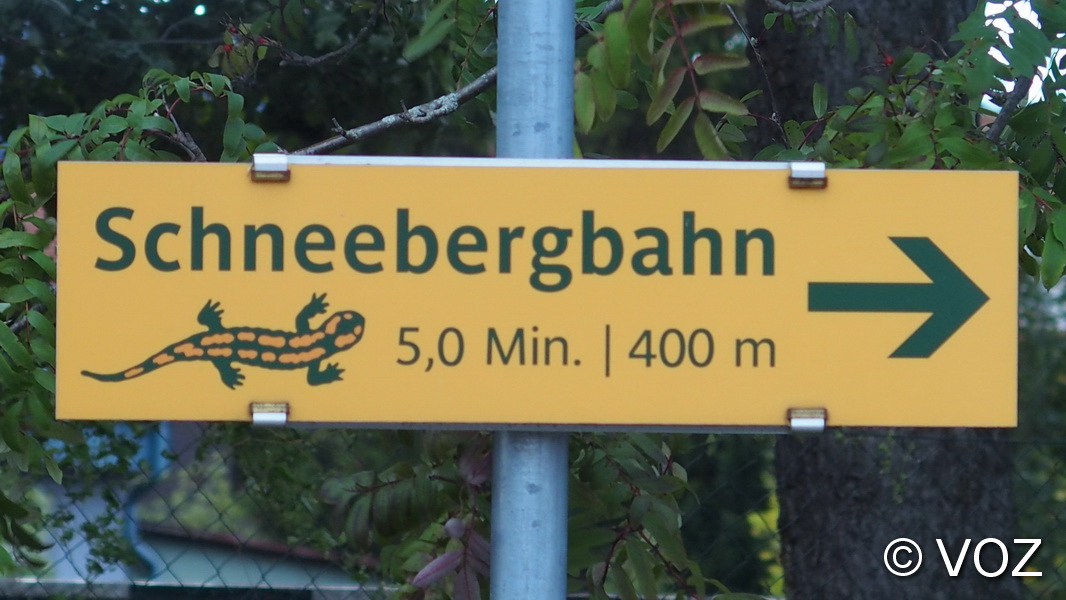 Schneebergbahn
5,0 Min. | 400 m
© VOZ